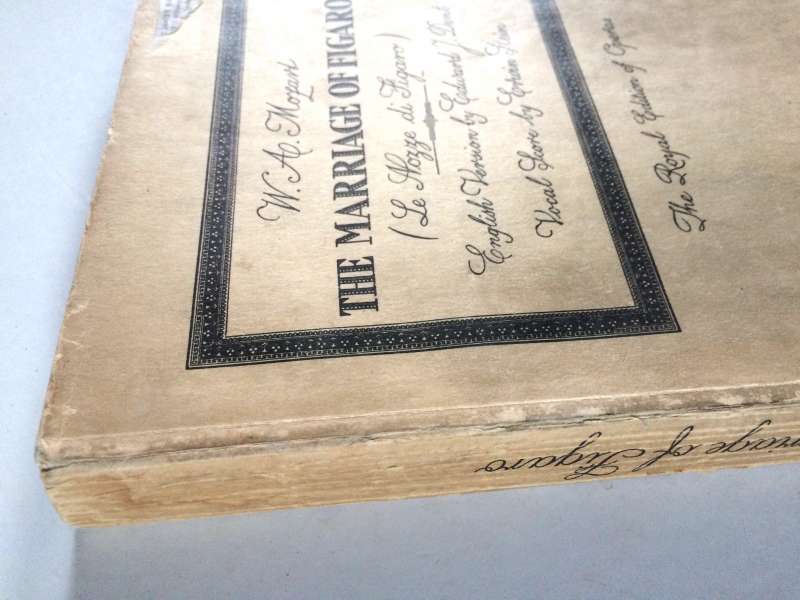 W. A. Mozart
THE MARRIAGE OF FIGARO
(Le Nozze di Figaro)
English Version by Edward J. Dent
Vocal Score by Erwin Stein
The Royal Edition of Operas
riage of Figaro